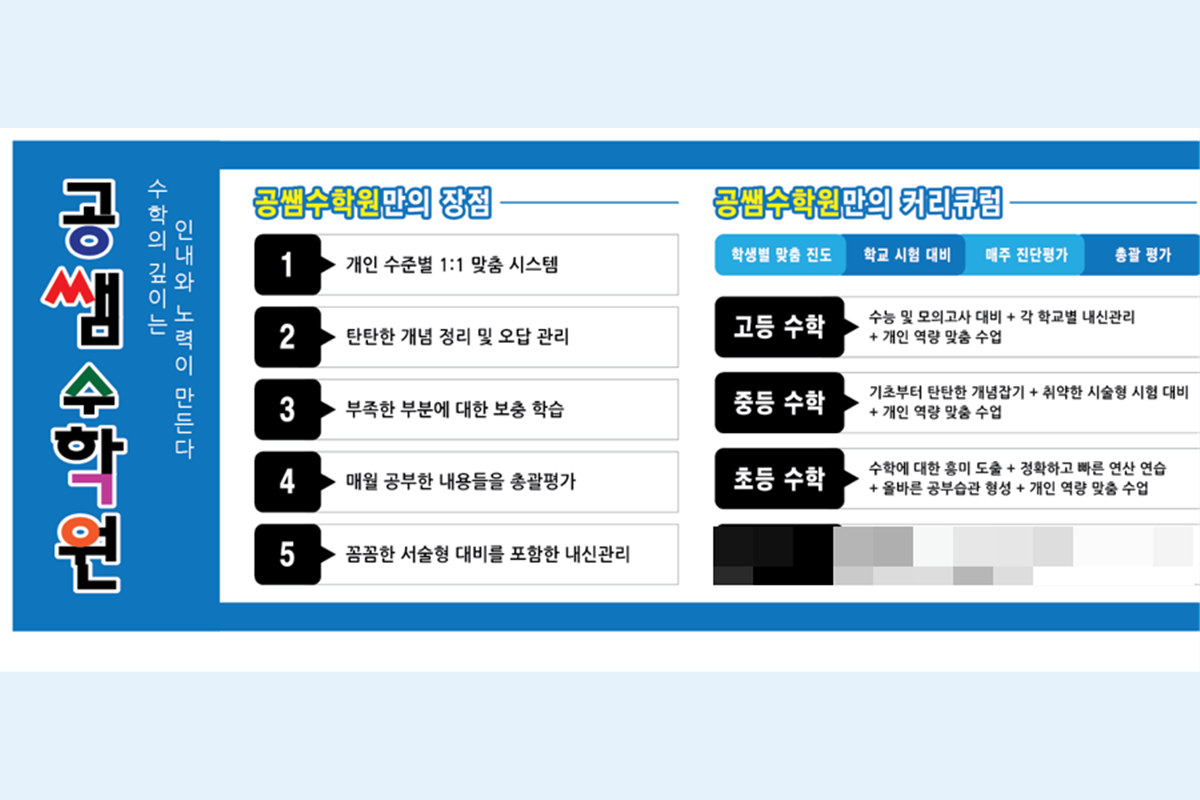 공쌤수학원
수학의 깊이는
인내와 노력이 만든다
공쌤수학원만의 장점
1 개인 수준별 1:1 맞춤 시스템
2 탄탄한 개념 정리 및 오답 관리
3 부족한 부분에 대한 보충 학습
4 매월 공부한 내용들을 총괄평가
5 꼼꼼한 서술형 대비를 포함한 내신관리
공쌤수학원만의 커리큐럼
학생별 맞춤 진도 학교 시험 대비 매주 진단평가 총괄 평가
고등 수학
수능 및 모의고사 대비 + 각 학교별 내신관리
+ 개인 역량 맞춤 수업
중등 수학
기초부터 탄탄한 개념잡기 + 취약한 시술형 시험 대비
+ 개인 역량 맞춤 수업
초등 수학
수학에 대한 흥미 도출 + 정확하고 빠른 연산 연습
+ 올바른 공부습관 형성 + 개인 역량 맞춤 수업